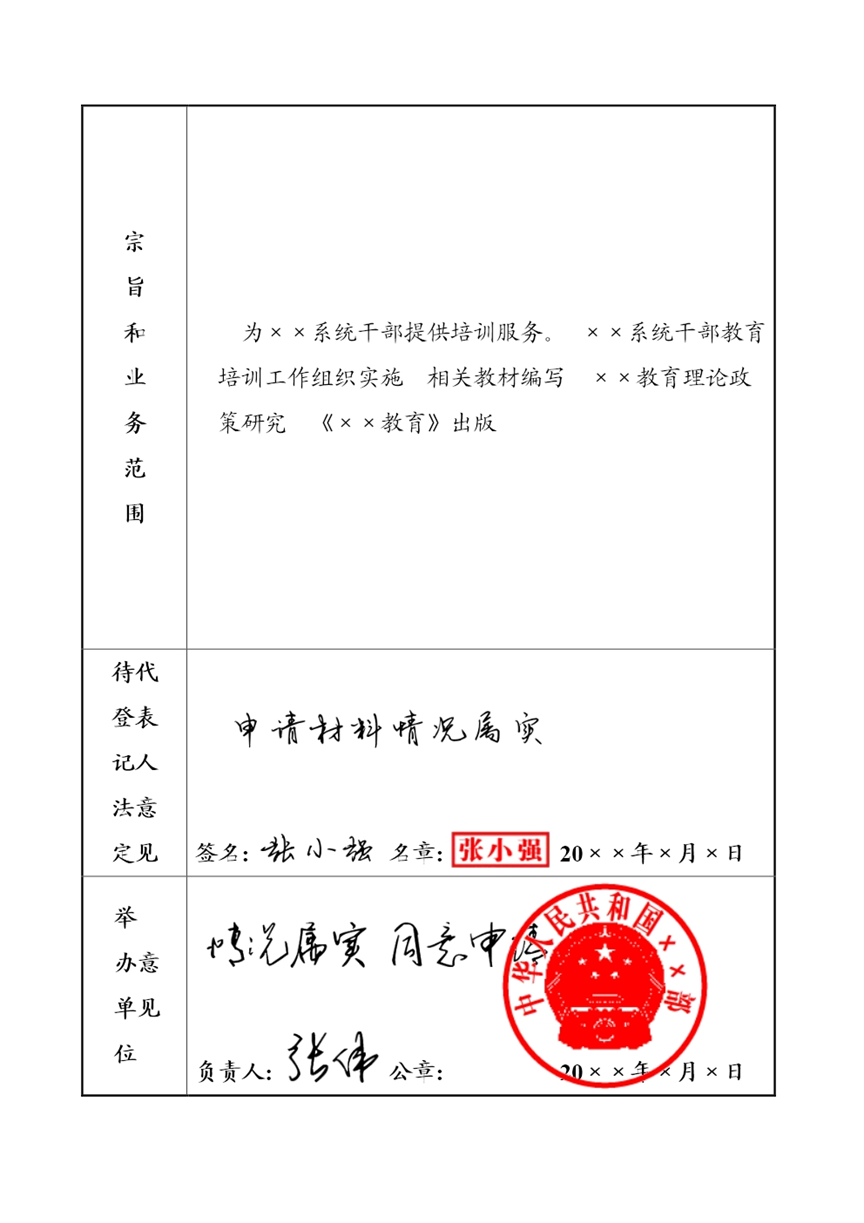 宗
旨
和
业
务
范
围
为××系统干部提供培训服务。 ××系统干部教育
培训工作组织实施 相关教材编写 ××教育理论政
策研究 《××教育》出版
待代
登表
记人
法意
定见
申请材料情况属实
签名：张小强 名章：张小强 20××年×月×日
举
办意
单见
位
情况属实 同意申请
中华人民共和国××部
负责人：张伟 公章： 20××年×月×日